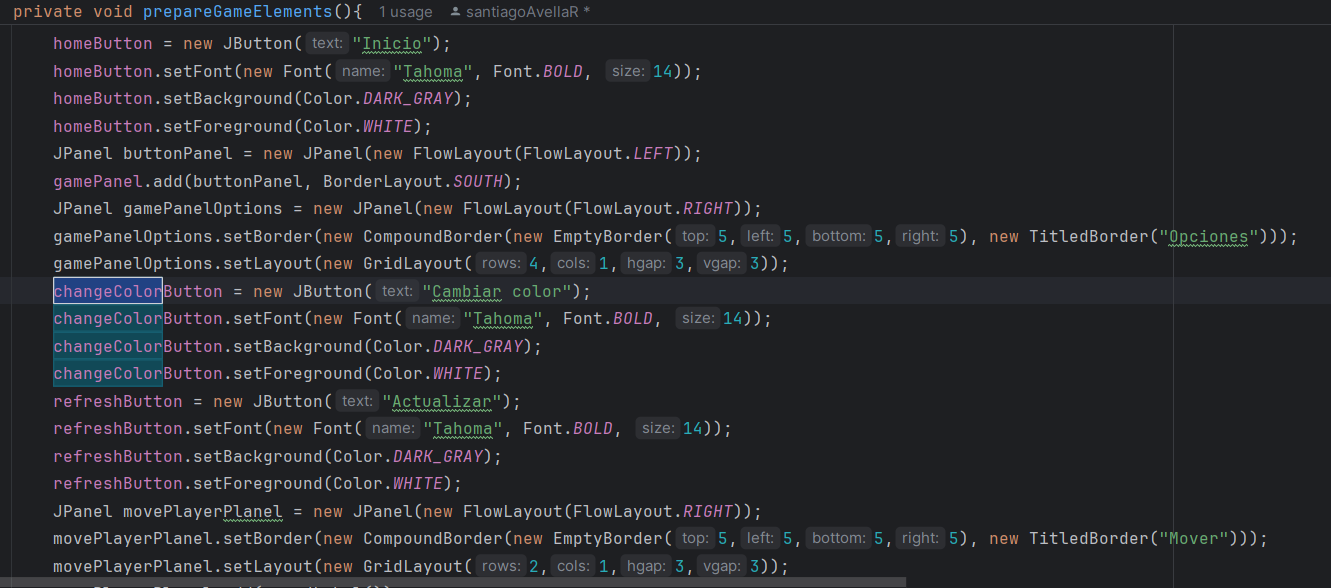 private void prepareGameElements(){ 1 usage santiagoAvellaR *
homeButton = new JButton( text: "Inicio");
homeButton.setFont(new Font( name: "Tahoma", Font.BOLD, size: 14));
homeButton.setBackground(Color.DARK_GRAY);
homeButton.setForeground(Color.WHITE);
JPanel buttonPanel = new JPanel(new FlowLayout(FlowLayout.LEFT));
gamePanel.add(buttonPanel, BorderLayout.SOUTH);
JPanel gamePanelOptions = new JPanel(new FlowLayout(FlowLayout.RIGHT));
gamePanelOptions.setBorder(new CompoundBorder(new EmptyBorder( top: 5, left: 5, bottom: 5, right: 5), new TitledBorder("Opciones")));
gamePanelOptions.setLayout(new GridLayout( rows: 4, cols: 1, hgap: 3, vgap: 3));
changeColorButton = new JButton( text: "Cambiar color");
changeColorButton.setFont(new Font( name: "Tahoma", Font.BOLD, size: 14));
changeColorButton.setBackground(Color.DARK_GRAY);
changeColorButton.setForeground(Color.WHITE);
refreshButton = new JButton( text: "Actualizar");
refreshButton.setFont(new Font( name: "Tahoma", Font.BOLD, size: 14));
refreshButton.setBackground(Color.DARK_GRAY);
refreshButton.setForeground(Color.WHITE);
JPanel movePlayerPlanel = new JPanel(new FlowLayout(FlowLayout.RIGHT));
movePlayerPlanel.setBorder(new CompoundBorder(new EmptyBorder( top: 5, left: 5, bottom: 5, right: 5), new TitledBorder("Mover")));
movePlayerPlanel.setLayout(new GridLayout( rows: 2, cols: 1, hgap: 3, vgap: 3));